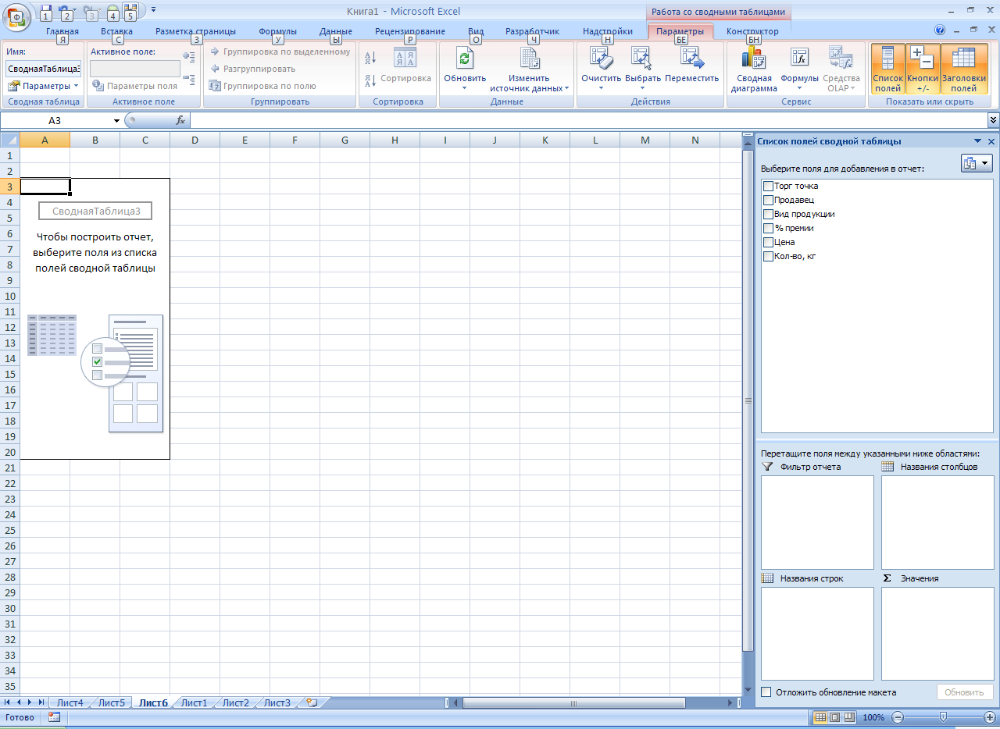 Книга1 - Microsoft Excel
Работа со сводными таблицами
1 2 3 4 5
Ф
Главная Вставка Разметка страницы Формулы Данные Рецензирование Вид Разработчик Надстройки Параметры Конструктор
Я С З У Ы Р О Ч Н БЕ БН
Имя:
СводнаяТаблица3
Параметры
Сводная таблица
Активное поле:
Параметры поля
Активное поле
Группировка по выделенному
Разгруппировать
Группировка по полю
Группировать
Сортировка
Сортировка
Обновить
Изменить
источник данных
Данные
Очистить Выбрать Переместить
Действия
Сводная
диаграмма
Формулы
Средства
OLAP
Сервис
Список
полей
Кнопки
+/-
Заголовки
полей
Показать или скрыть
A3
fx
A B C D E F G H I J K L M N
1
2
3
4
5
6
7
8
9
10
11
12
13
14
15
16
17
18
19
20
21
22
23
24
25
26
27
28
29
30
31
32
33
34
35
СводнаяТаблица3
Чтобы построить отчет,
выберите поля из списка
полей сводной таблицы
Список полей сводной таблицы
Выберите поля для добавления в отчет:
Торг точка
Продавец
Вид продукции
% премии
Цена
Кол-во, кг
Перетащите поля между указанными ниже областями:
Фильтр отчета
Названия столбцов
Названия строк
Σ Значения
Отложить обновление макета
Обновить
Лист4 Лист5 Лист6 Лист1 Лист2 Лист3
Готово
100%